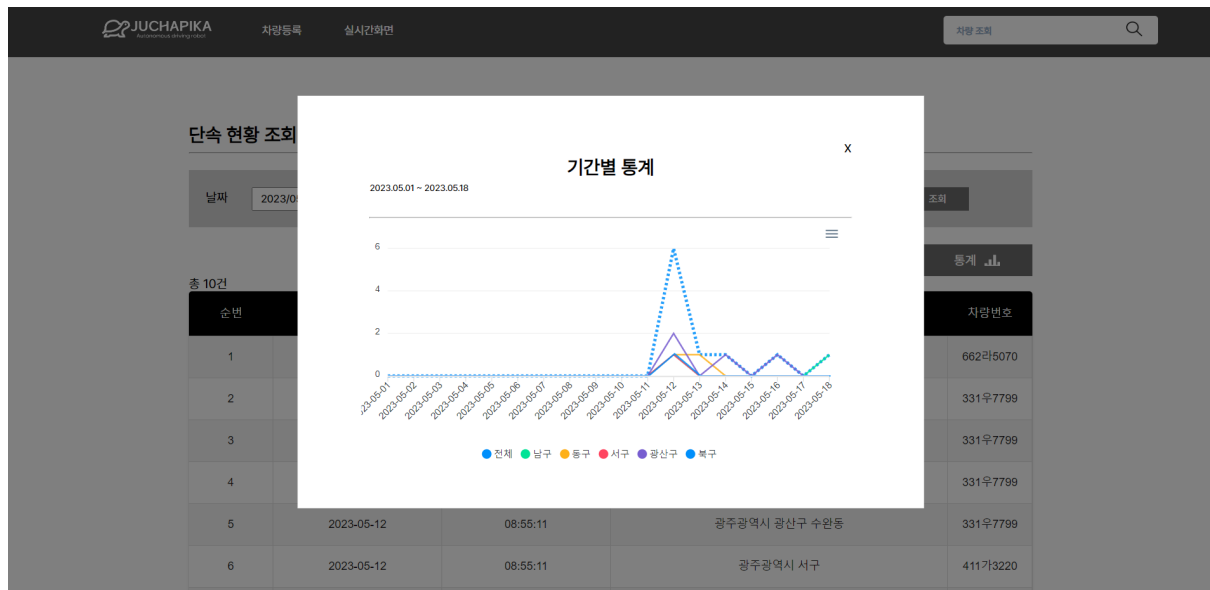 JUCHAPIKA
Autonomous driving robot
차량등록
실시간화면
차량 조회
단속 현황 조회
날짜
2023/0
조회
통계
총 10건
순번
차량번호
1
662라5070
2
331우7799
3
331우7799
4
331우7799
5
2023-05-12
08:55:11
광주광역시 광산구 수완동
331우7799
6
2023-05-12
08:55:11
광주광역시 서구
411가3220
X
기간별 통계
2023.05.01 ~ 2023.05.18
6
4
2
0
23-05-01
2023-05-02
2023-05-03
2023-05-04
2023-05-05
2023-05-06
2023-05-07
2023-05-08
2023-05-09
2023-05-10
2023-05-11
2023-05-12
2023-05-13
2023-05-14
2023-05-15
2023-05-16
2023-05-17
2023-05-18
전체 남구 동구 서구 광산구 북구